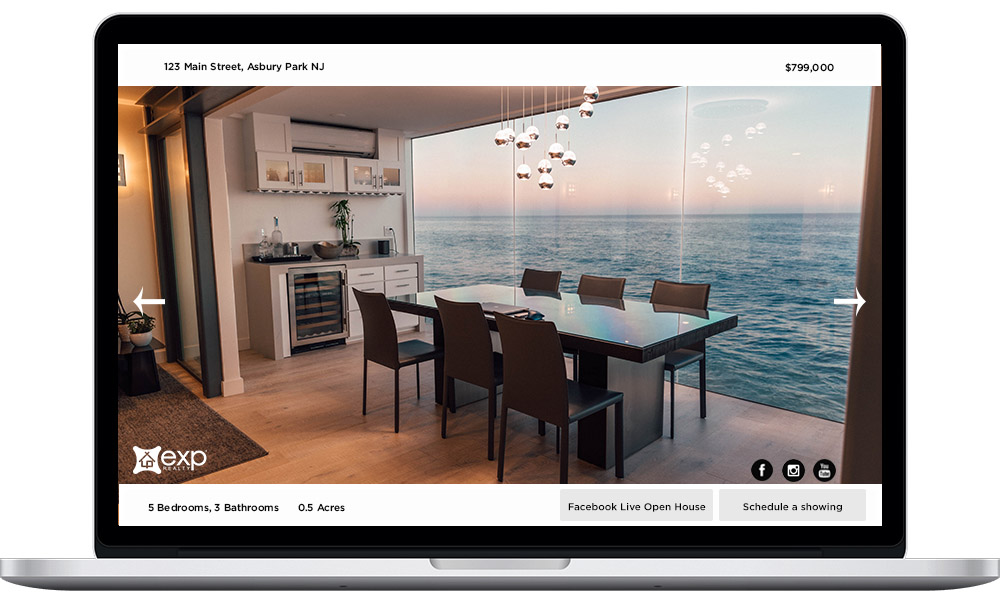 123 Main Street, Asbury Park NJ
$799,000
exp
REALTY
You
Tube
5 Bedrooms, 3 Bathrooms
0.5 Acres
Facebook Live Open House
Schedule a showing